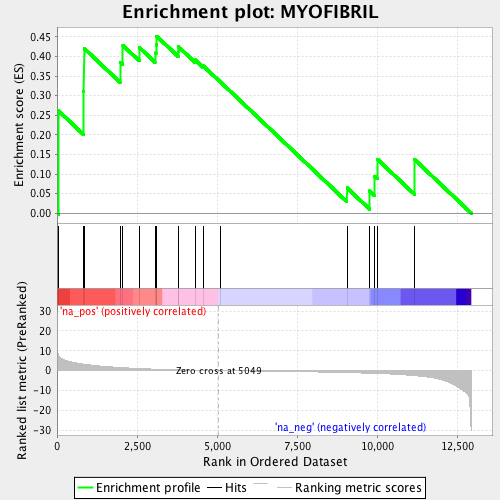 Enrichment plot: MYOFIBRIL
Enrichment score (ES)
0.45
0.40
0.35
0.30
0.25
0.20
0.15
0.10
0.05
0.00
'na_pos' (positively correlated)
Ranked list metric (PreRanked)
30
20
10
0
-10
-20
-30
Zero cross at 5049
'na_neg' (negatively correlated)
0
2,500
5,000
7,500
10,000
12,500
Rank in Ordered Dataset
Enrichment profile
Hits
Ranking metric scores